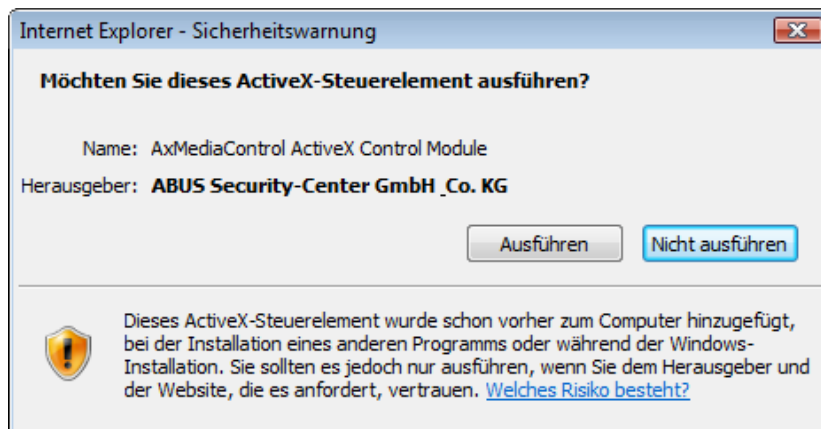 Internet Explorer - Sicherheitswarnung
Möchten Sie dieses ActiveX-Steuerelement ausführen?
Name: AxMediaControl ActiveX Control Module
Herausgeber: ABUS Security-Center GmbH _Co. KG
Ausführen Nicht ausführen
Dieses ActiveX-Steuerelement wurde schon vorher zum Computer hinzugefügt,
bei der Installation eines anderen Programms oder während der Windows-
Installation. Sie sollten es jedoch nur ausführen, wenn Sie dem Herausgeber und
der Website, die es anfordert, vertrauen. Welches Risiko besteht?